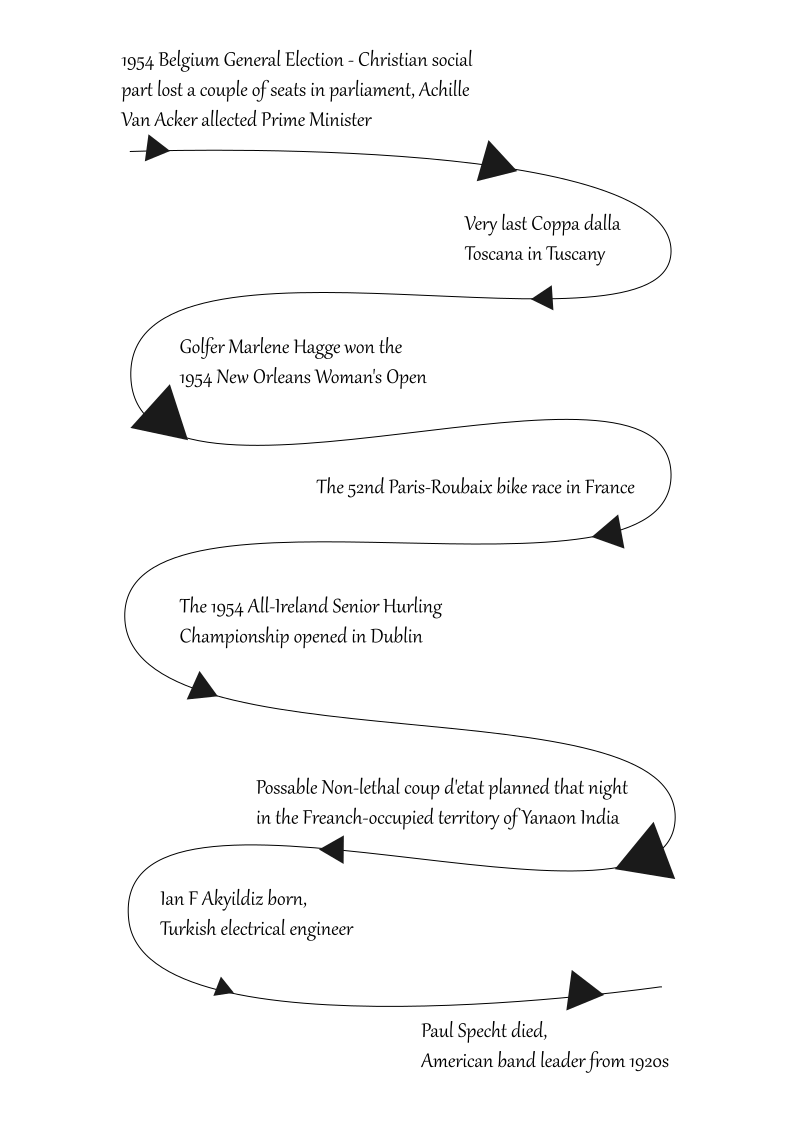 1954 Belgium General Election - Christian social
part lost a couple of seats in parliament, Achille
Van Acker allected Prime Minister
Very last Coppa dalla
Toscana in Tuscany
Golfer Marlene Hagge won the
1954 New Orleans Woman's Open
The 52nd Paris-Roubaix bike race in France
The 1954 All-Ireland Senior Hurling
Championship opened in Dublin
Possable Non-lethal coup d'etat planned that night
in the Freanch-occupied territory of Yanaon India
Ian F Akyildiz born,
Turkish electrical engineer
Paul Specht died,
American band leader from 1920s